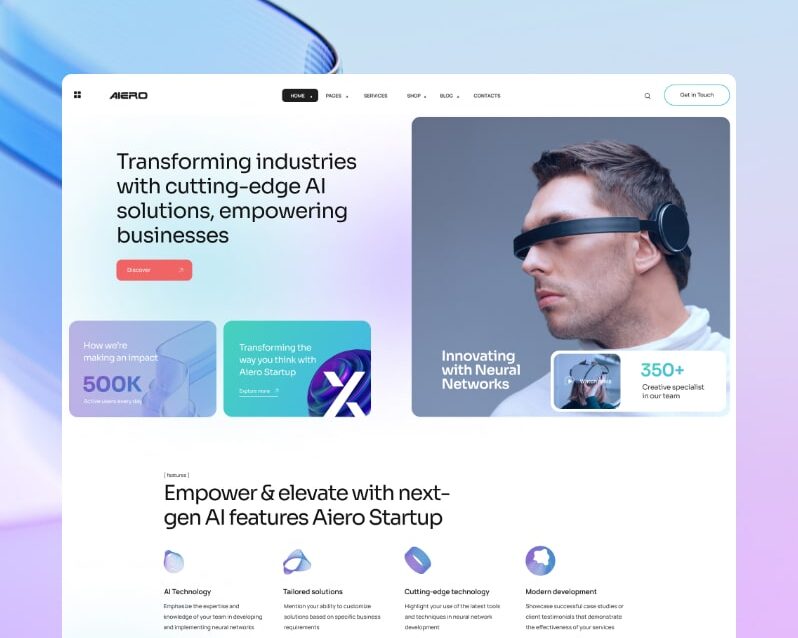 AIERO
HOME
PAGES
SERVICES
SHOP
BLOG
CONTACTS
Get in Touch
Transforming industries
with cutting-edge AI
solutions, empowering
businesses
Discover
How we're
making an impact
500K
Active users every day
Transforming the
way you think with
Aiero Startup
Explore more
Innovating
with Neural
Networks
350+
Creative specialist
in our team
[ features ]
Empower & elevate with next-
gen AI features Aiero Startup
AI Technology
Emphasize the expertise and
knowledge of your team in developing
and implementing neural networks
Tailored solutions
Mention your ability to customize
solutions based on specific business
requirements
Cutting-edge technology
Highlight your use of the latest tools
and techniques in neural network
development
Modern development
Showcase successful case studies or
client testimonials that demonstrate
the effectiveness of your services